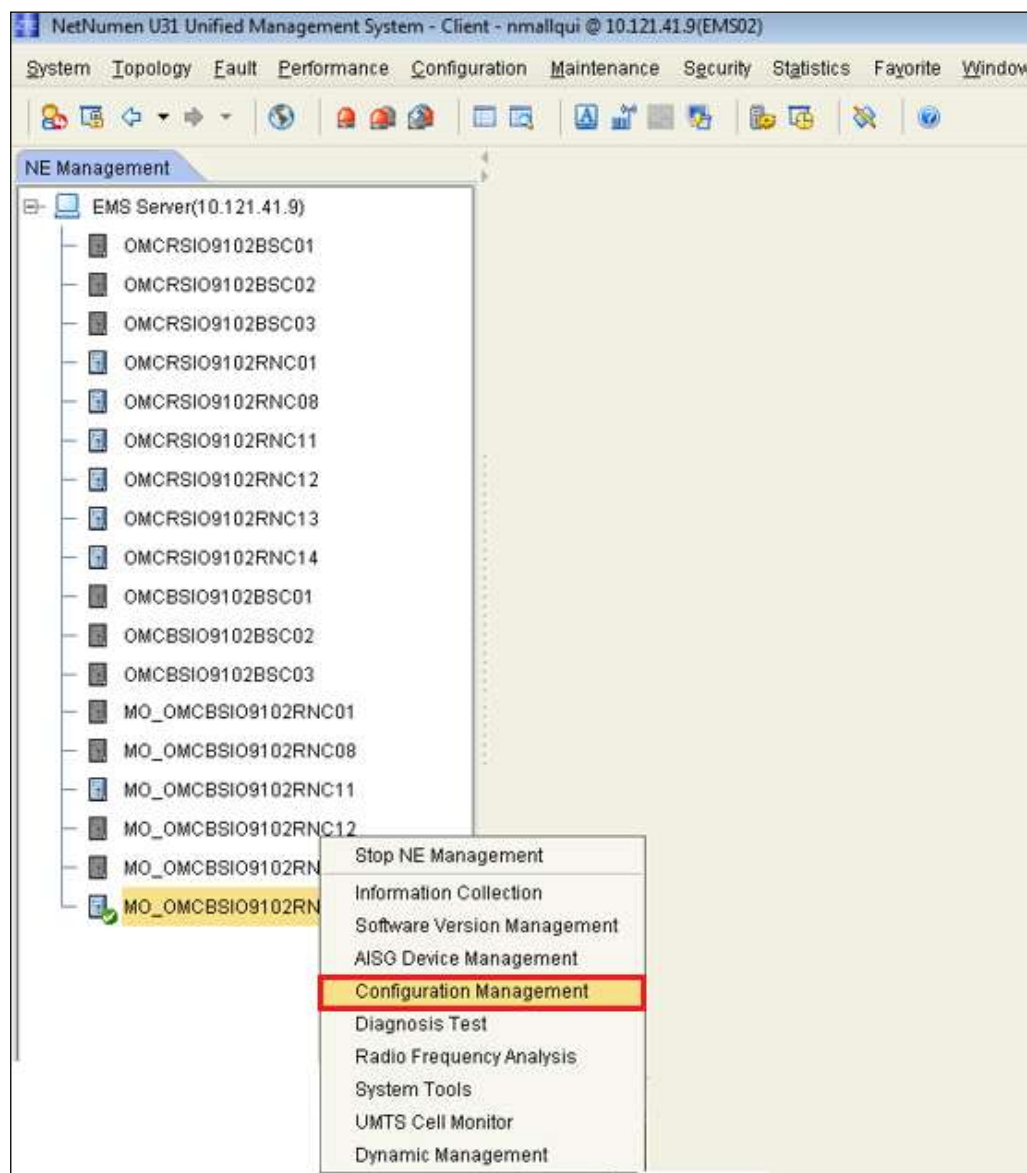 NetNumen U31 Unified Management System - Client - nmallqui @ 10.121.41.9(EMS02)
System Topology Fault Performance Configuration Maintenance Security Statistics Favorite Window
NE Management
EMS Server(10.121.41.9)
OMCRSIO9102BSC01
OMCRSIO9102BSC02
OMCRSIO9102BSC03
OMCRSIO9102RNC01
OMCRSIO9102RNC08
OMCRSIO9102RNC11
OMCRSIO9102RNC12
OMCRSIO9102RNC13
OMCRSIO9102RNC14
OMCBSIO9102BSC01
OMCBSIO9102BSC02
OMCBSIO9102BSC03
MO_OMCBSIO9102RNC01
MO_OMCBSIO9102RNC08
MO_OMCBSIO9102RNC11
MO_OMCBSIO9102RNC12
MO_OMCBSIO9102RN
MO_OMCBSIO9102RN
Stop NE Management
Information Collection
Software Version Management
AISG Device Management
Configuration Management
Diagnosis Test
Radio Frequency Analysis
System Tools
UMTS Cell Monitor
Dynamic Management